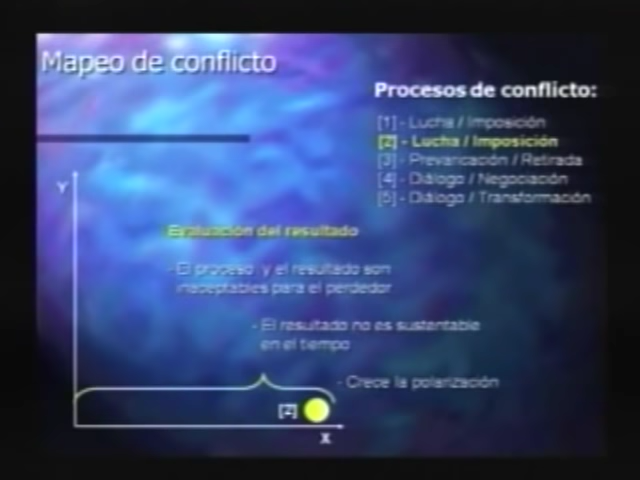 Mapeo de conflicto
Procesos de conflicto:
[1] - Lucha / Imposición
[2] - Lucha / Imposición
[3] - Prevaricación / Retirada
[4] - Diálogo / Negociación
[5] - Diálogo / Transformación
Y
Evaluación del resultado
- El proceso y el resultado son
inaceptables para el perdedor
- El resultado no es sustentable
en el tiempo
- Crece la polarización
[2]
X